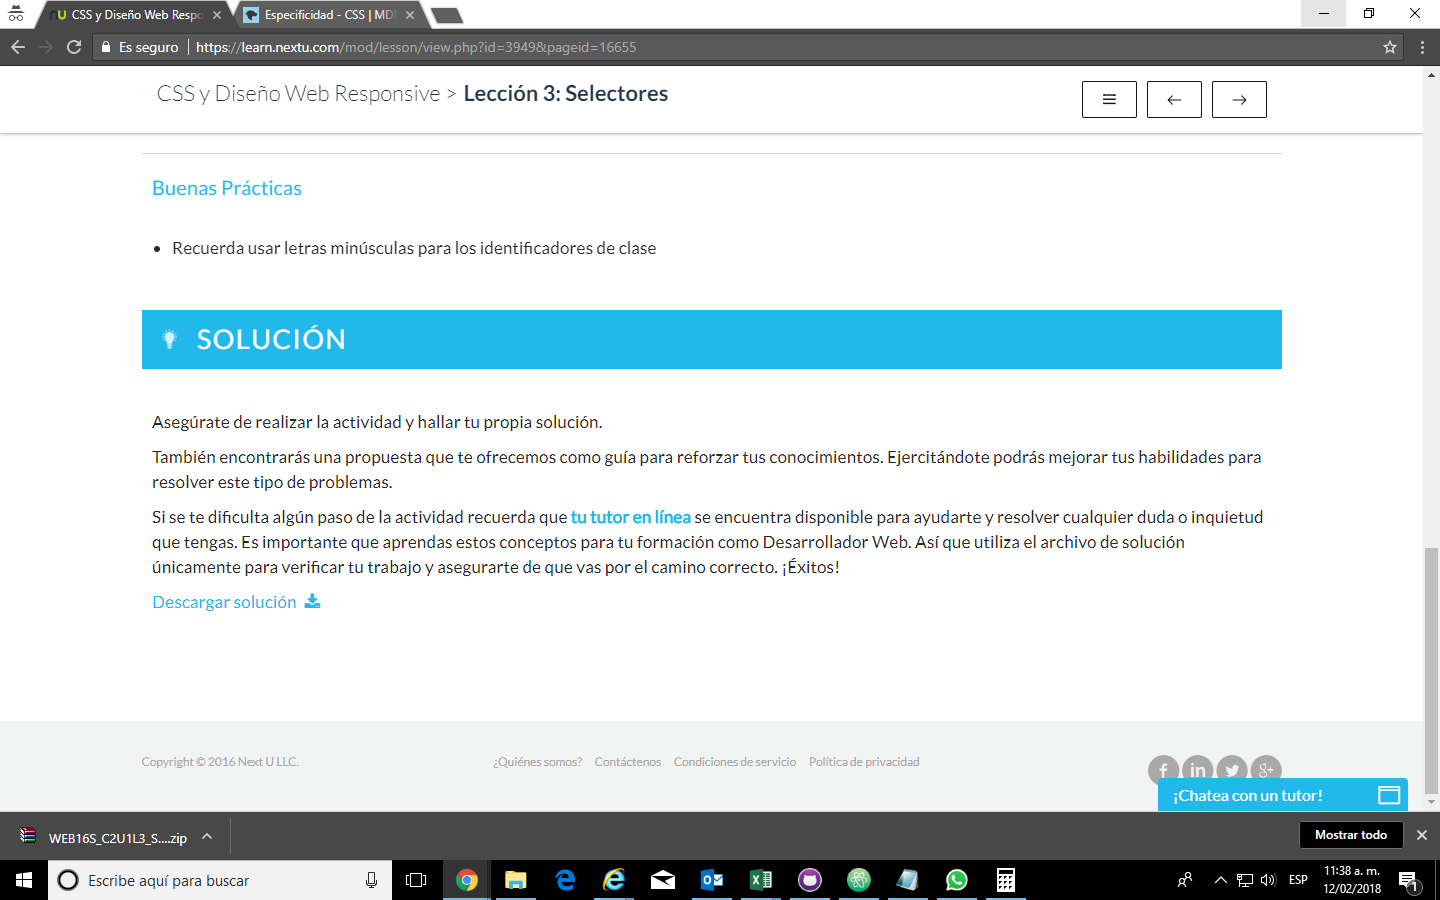 CSS y Diseño Web Respo
Especificidad - CSS | MD
Es seguro
https://learn.nextu.com/mod/lesson/view.php?id=3949&pageid=16655
CSS y Diseño Web Responsive > Lección 3: Selectores
Buenas Prácticas
Recuerda usar letras minúsculas para los identificadores de clase
SOLUCIÓN
Asegúrate de realizar la actividad y hallar tu propia solución.
También encontrarás una propuesta que te ofrecemos como guía para reforzar tus conocimientos. Ejercitándote podrás mejorar tus habilidades para
resolver este tipo de problemas.
Si se te dificulta algún paso de la actividad recuerda que tu tutor en línea se encuentra disponible para ayudarte y resolver cualquier duda o inquietud
que tengas. Es importante que aprendas estos conceptos para tu formación como Desarrollador Web. Así que utiliza el archivo de solución
únicamente para verificar tu trabajo y asegurarte de que vas por el camino correcto. ¡Éxitos!
Descargar solución
Copyright © 2016 Next U LLC.
¿Quiénes somos? Contáctenos Condiciones de servicio Política de privacidad
¡Chatea con un tutor!
WEB16S_C2U1L3_S....zip
Mostrar todo
Escribe aquí para buscar
ESP
11:38 a. m.
12/02/2018
1